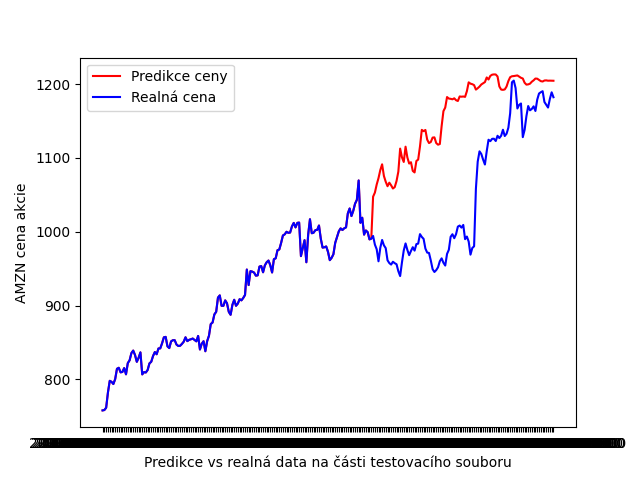 Predikce ceny
Realná cena
1200
1100
1000
900
800
AMZN cena akcie
Predikce vs realná data na části testovacího souboru